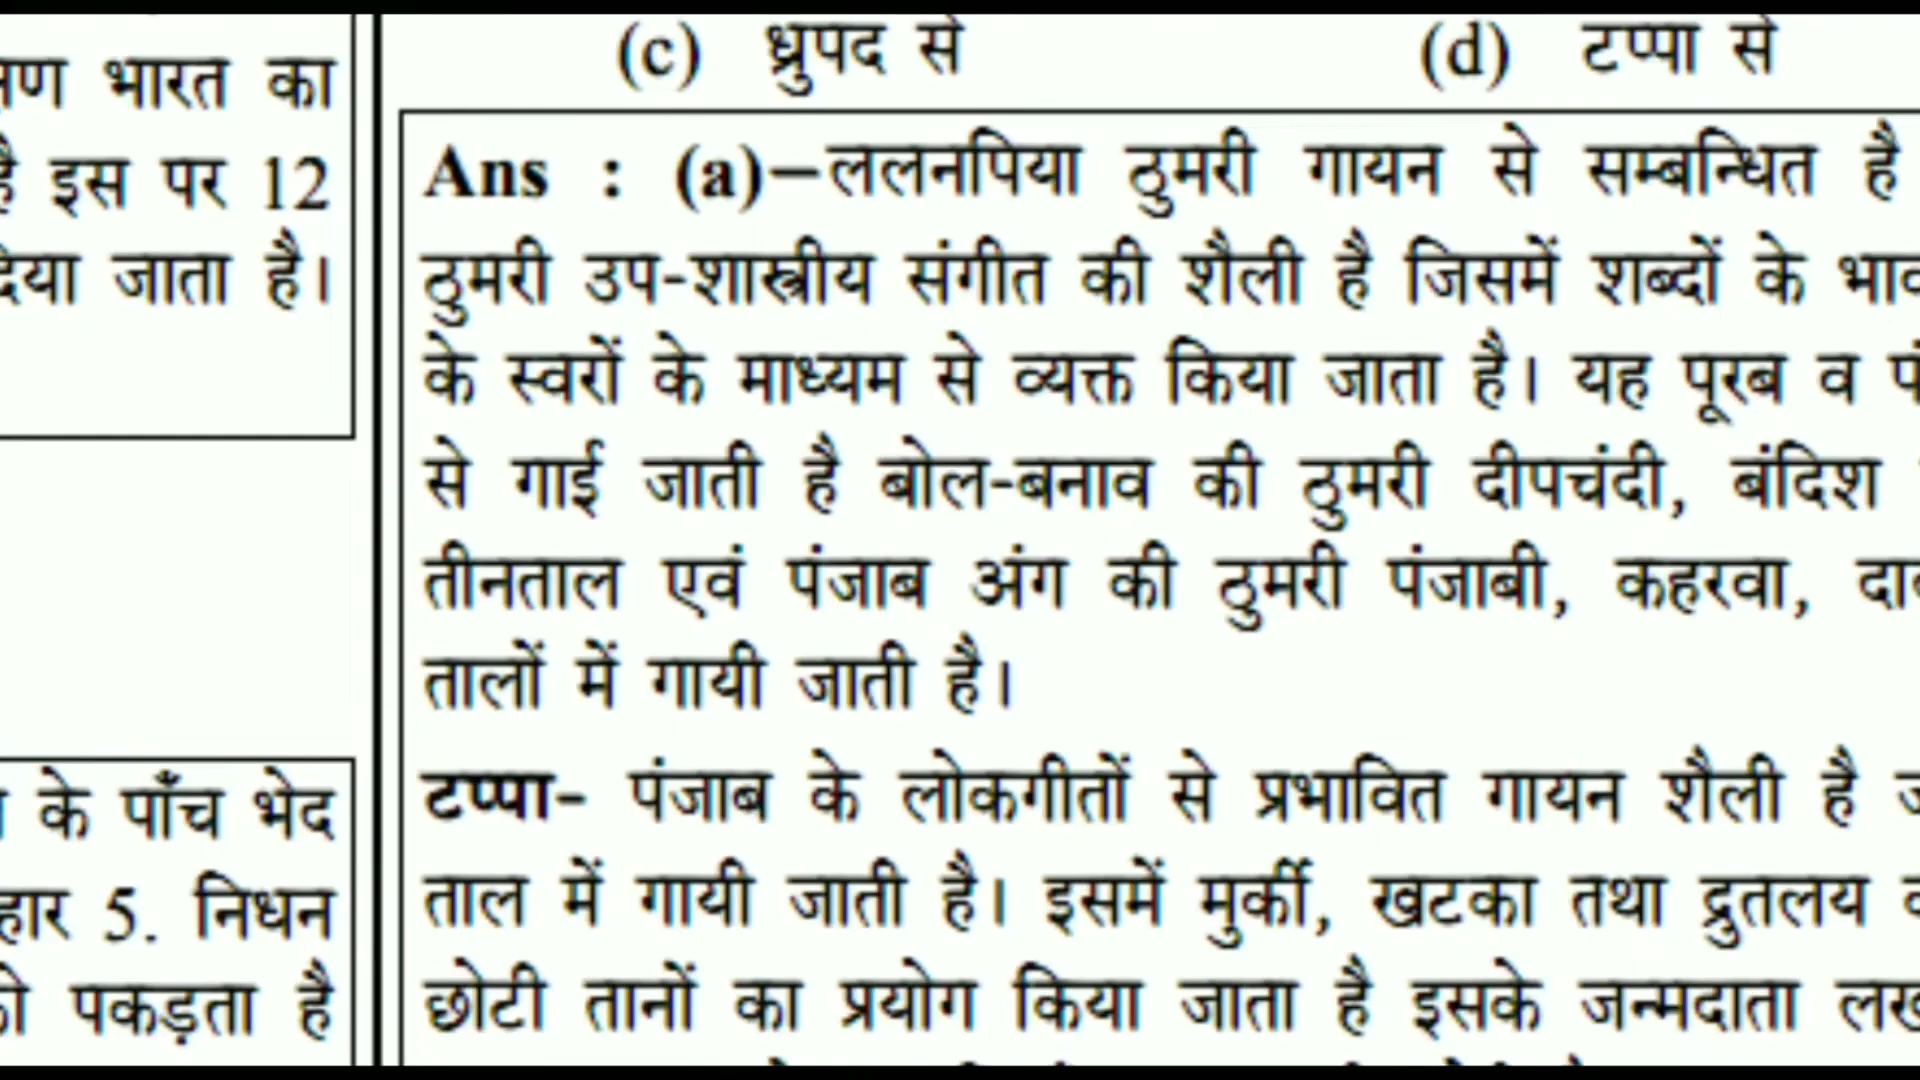 भारत का
इस पर 12
जाता है।
के पाँच भेद
5. निधन
पकड़ता है
(c) ध्रुपद से (d) टप्पा से
Ans : (a)–ललनपिया ठुमरी गायन से सम्बन्धित है
ठुमरी उप-शास्त्रीय संगीत की शैली है जिसमें शब्दों के
के स्वरों के माध्यम से व्यक्त किया जाता है। यह पूरब व
से गाई जाती है बोल-बनाव की ठुमरी दीपचंदी, बंदिश
तीनताल एवं पंजाब अंग की ठुमरी पंजाबी, कहरवा,
तालों में गायी जाती है।
टप्पा- पंजाब के लोकगीतों से प्रभावित गायन शैली है
ताल में गायी जाती है। इसमें मुर्की, खटका तथा द्रुतलय
छोटी तानों का प्रयोग किया जाता है इसके जन्मदाता